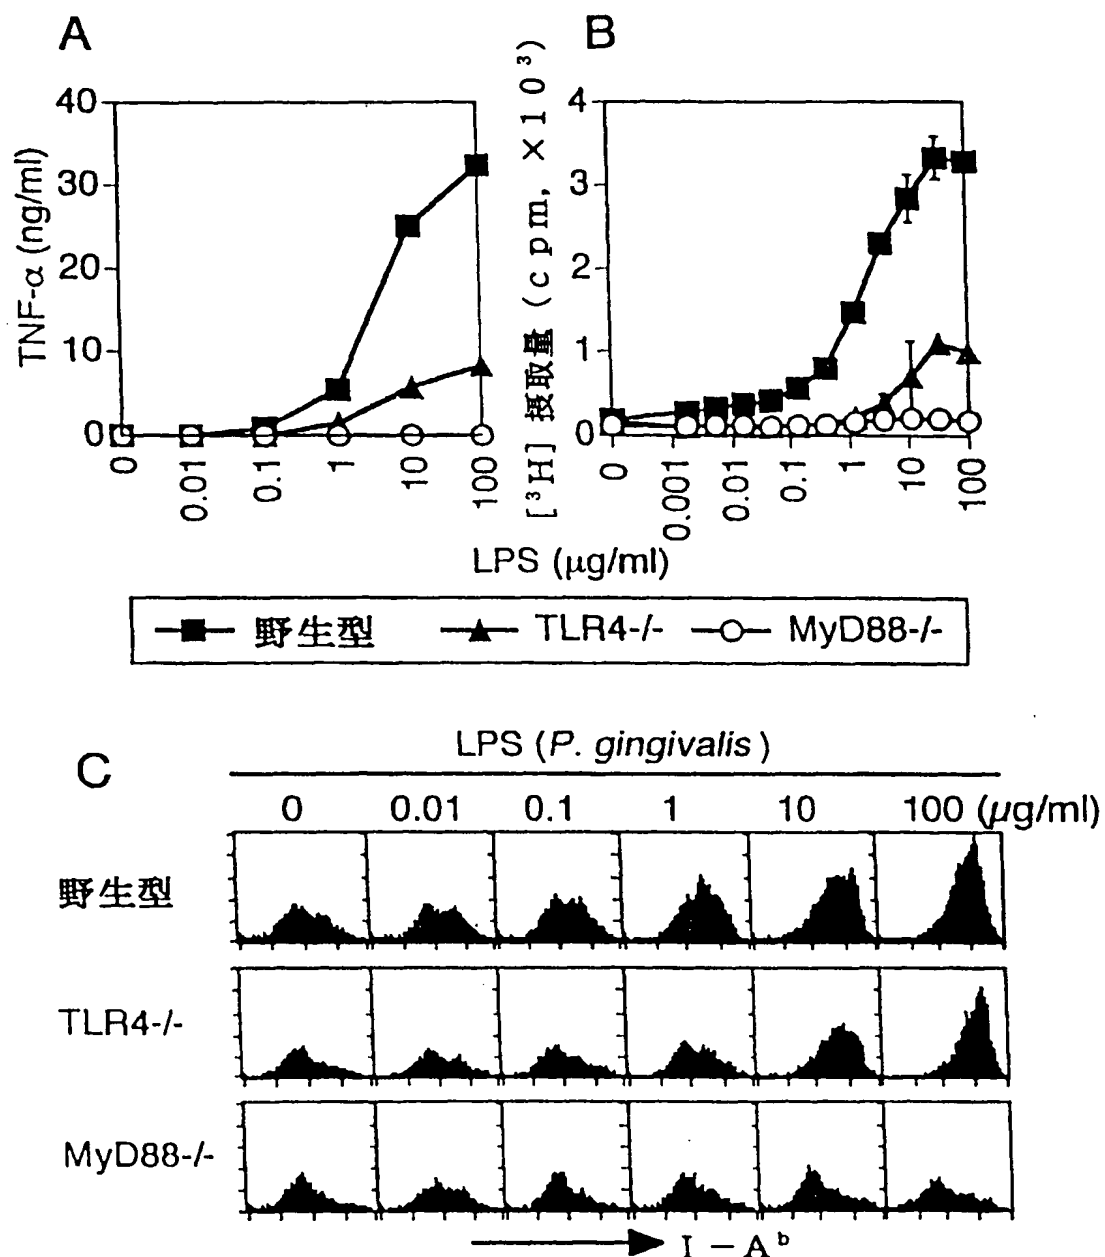 A
TNF-α (ng/ml)
40
30
20
10
0
0 0.01 0.1 1 10 100
B
[³H] 摂取量 (cpm, ×10³)
4
3
2
1
0
0 0.001 0.01 0.1 1 10 100
LPS (μg/ml)
野生型 TLR4-/- MyD88-/-
C
LPS (P. gingivalis)
0 0.01 0.1 1 10 100 (μg/ml)
野生型
TLR4-/-
MyD88-/-
I-Aᵇ